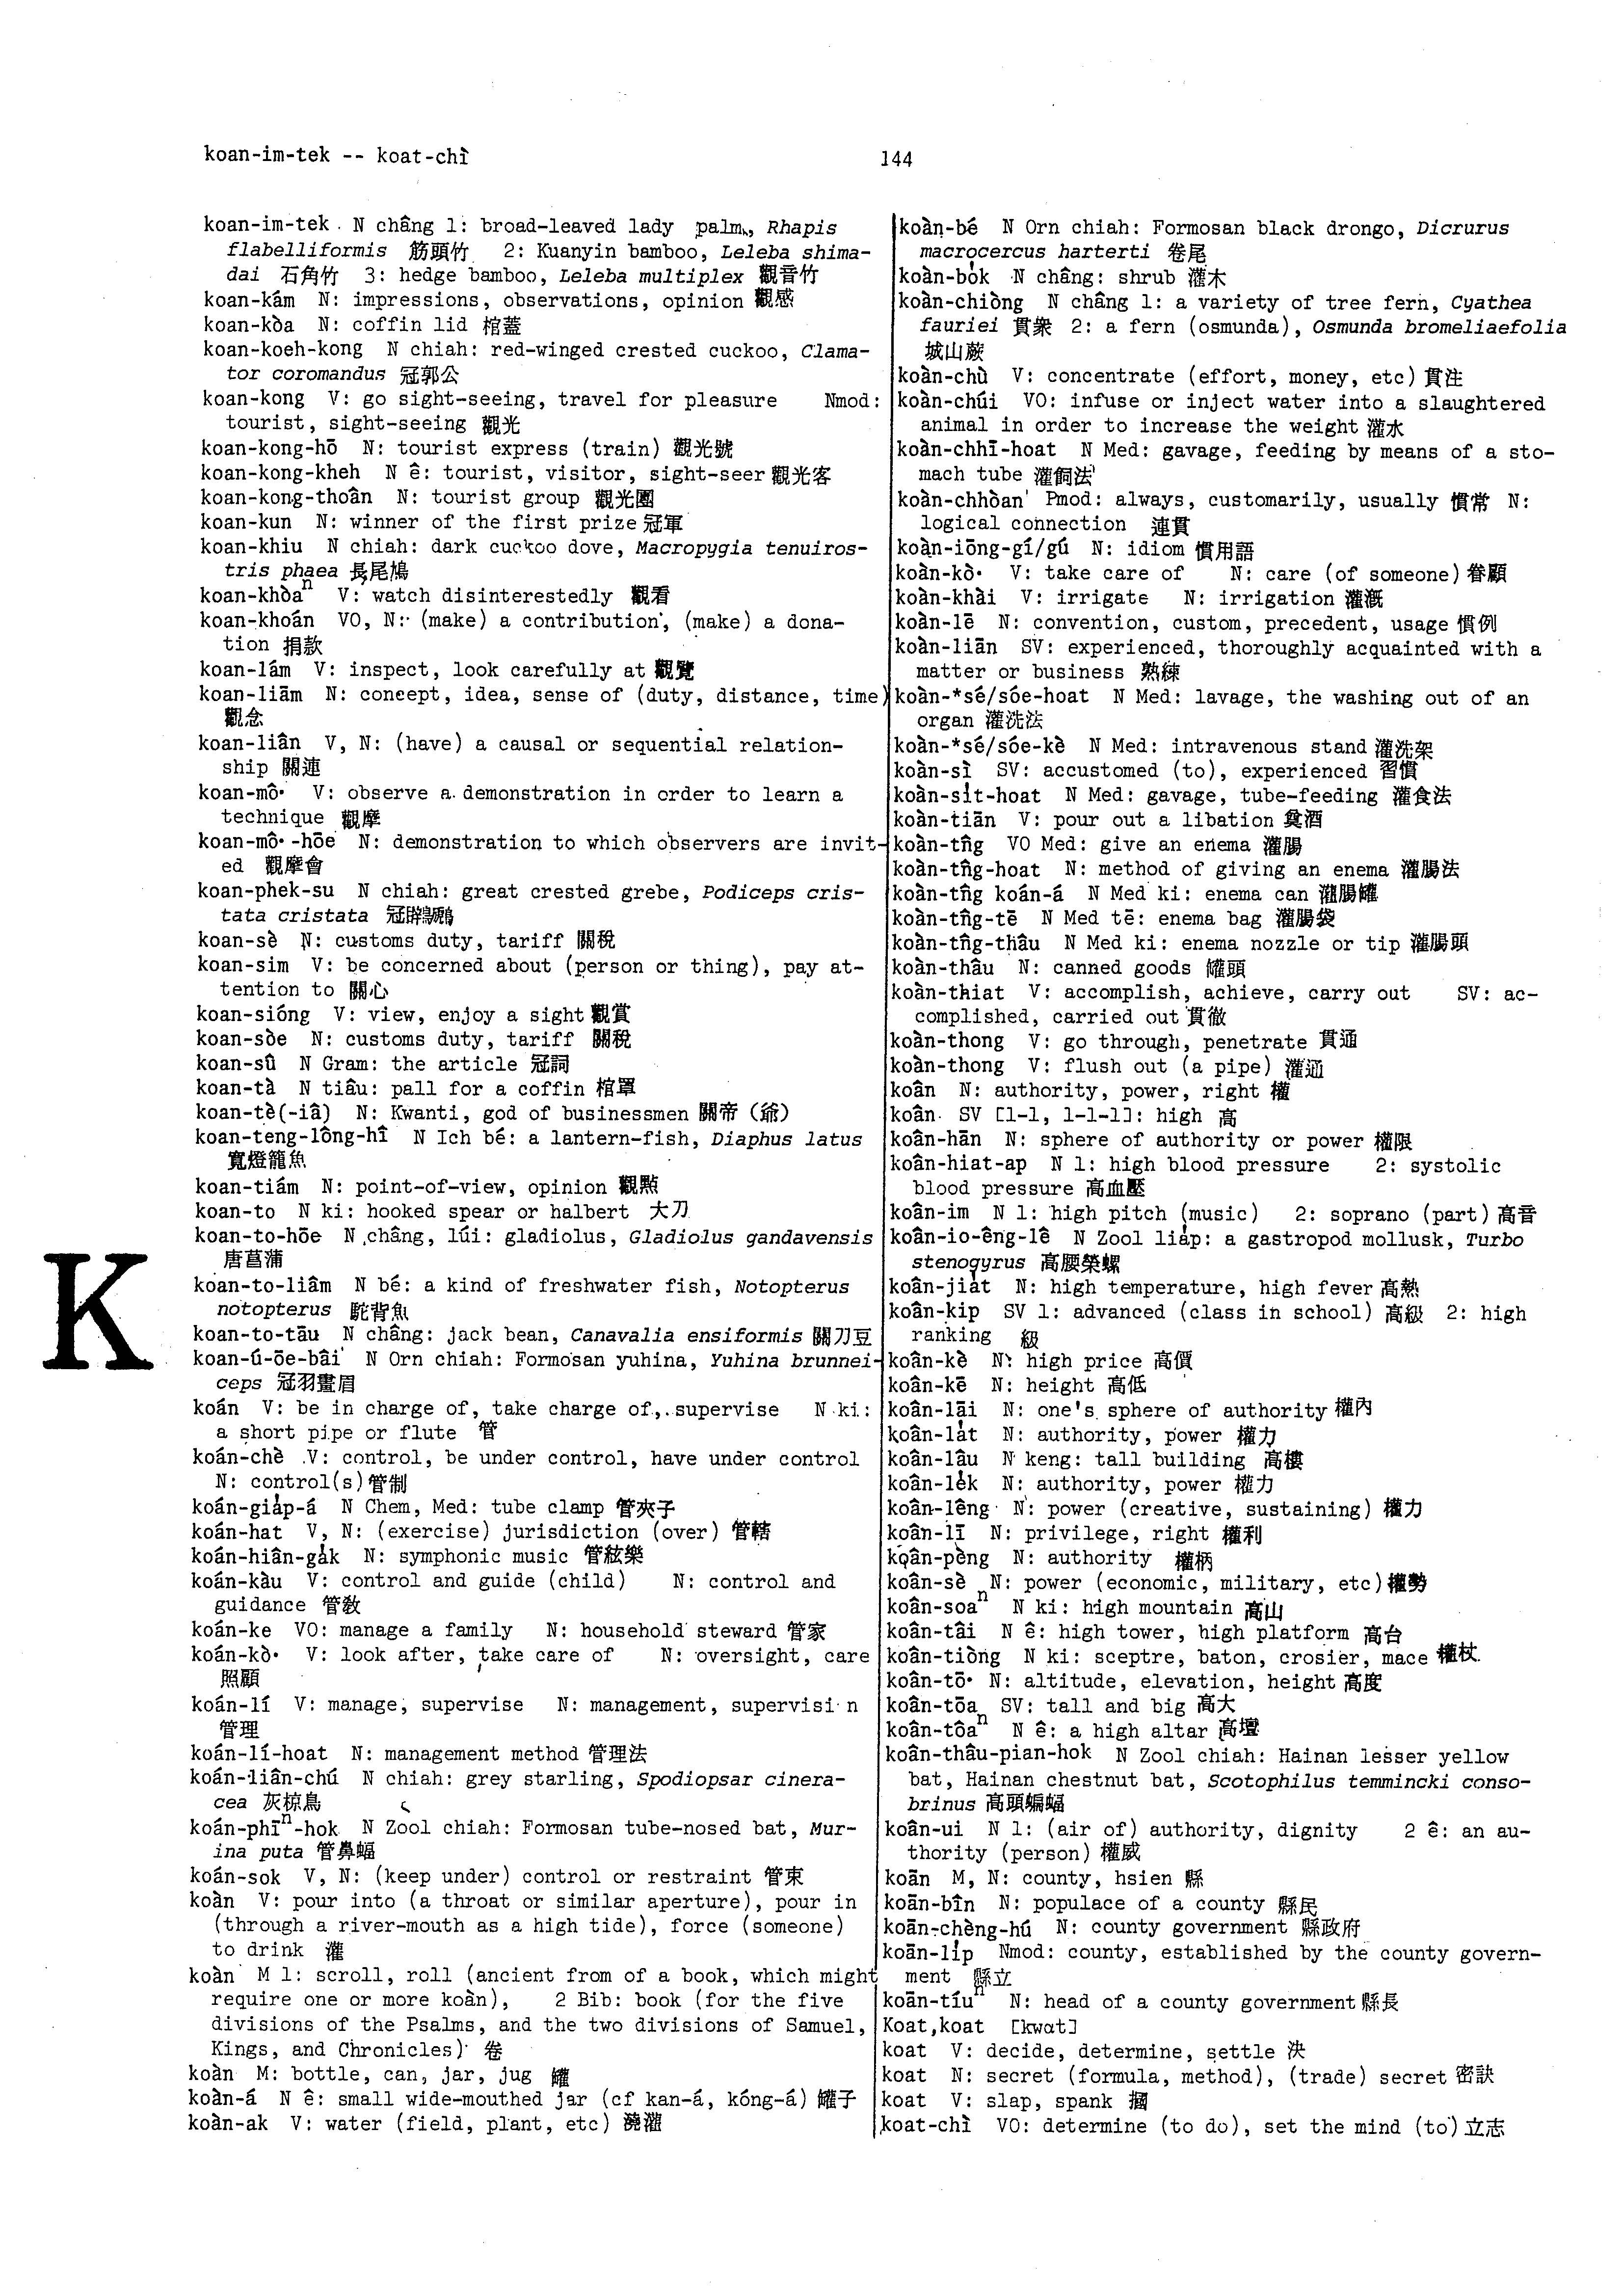 koan-im-tek -- koat-chì
144
koan-im-tek N châng 1: broad-leaved lady palm, Rhapis
flabelliformis 筋頭竹 2: Kuanyin bamboo, Leleba shima-
dai 石角竹 3: hedge bamboo, Leleba multiplex 觀音竹
koan-kám N: impressions, observations, opinion 觀感
koan-kòa N: coffin lid 棺蓋
koan-koeh-kong N chiah: red-winged crested cuckoo, Clama-
tor coromandus 冠郭公
koan-kong V: go sight-seeing, travel for pleasure Nmod:
tourist, sight-seeing 觀光
koan-kong-hō N: tourist express (train) 觀光號
koan-kong-kheh N ê: tourist, visitor, sight-seer 觀光客
koan-kong-thoân N: tourist group 觀光團
koan-kun N: winner of the first prize 冠軍
koan-khiu N chiah: dark cuckoo dove, Macropygia tenuiros-
tris phaea 長尾鳩
koan-khòaⁿ V: watch disinterestedly 觀看
koan-khoán VO, N: (make) a contribution, (make) a dona-
tion 捐款
koan-lám V: inspect, look carefully at 觀覽
koan-liām N: concept, idea, sense of (duty, distance, time)
觀念
koan-liân V, N: (have) a causal or sequential relation-
ship 關連
koan-mô· V: observe a demonstration in order to learn a
technique 觀摩
koan-mô·-hōe N: demonstration to which observers are invit-
ed 觀摩會
koan-phek-su N chiah: great crested grebe, Podiceps cris-
tata cristata 冠鸊鷉
koan-sè N: customs duty, tariff 關稅
koan-sim V: be concerned about (person or thing), pay at-
tention to 關心
koan-sióng V: view, enjoy a sight 觀賞
koan-sòe N: customs duty, tariff 關稅
koan-sû N Gram: the article 冠詞
koan-tà N tiâu: pall for a coffin 棺罩
koan-tè(-iâ) N: Kwanti, god of businessmen 關帝（爺）
koan-teng-lông-hî N Ich bé: a lantern-fish, Diaphus latus
寬燈籠魚
koan-tiám N: point-of-view, opinion 觀點
koan-to N ki: hooked spear or halbert 大刀
koan-to-hōe N châng, lúi: gladiolus, Gladiolus gandavensis
唐菖蒲
koan-to-liâm N bé: a kind of freshwater fish, Notopterus
notopterus 駝背魚
koan-to-tāu N châng: jack bean, Canavalia ensiformis 關刀豆
koan-ú-ōe-bâi N Orn chiah: Formosan yuhina, Yuhina brunnei-
ceps 冠羽畫眉
koán V: be in charge of, take charge of, supervise N ki:
a short pipe or flute 管
koán-chè V: control, be under control, have under control
N: control(s) 管制
koán-gia̍p-á N Chem, Med: tube clamp 管夾子
koán-hat V, N: (exercise) jurisdiction (over) 管轄
koán-hiân-ga̍k N: symphonic music 管絃樂
koán-kàu V: control and guide (child) N: control and
guidance 管教
koán-ke VO: manage a family N: household steward 管家
koán-kò· V: look after, take care of N: oversight, care
照顧
koán-lí V: manage, supervise N: management, supervisi n
管理
koán-lí-hoat N: management method 管理法
koán-liân-chú N chiah: grey starling, Spodiopsar cinera-
cea 灰椋鳥
koán-phīⁿ-hok N Zool chiah: Formosan tube-nosed bat, Mur-
ina puta 管鼻蝠
koán-sok V, N: (keep under) control or restraint 管束
koàn V: pour into (a throat or similar aperture), pour in
(through a river-mouth as a high tide), force (someone)
to drink 灌
koàn M 1: scroll, roll (ancient from of a book, which might
require one or more koàn), 2 Bib: book (for the five
divisions of the Psalms, and the two divisions of Samuel,
Kings, and Chronicles) 卷
koàn M: bottle, can, jar, jug 罐
koàn-á N ê: small wide-mouthed jar (cf kan-á, kóng-á) 罐子
koàn-ak V: water (field, plant, etc) 澆灌
K
koàn-bé N Orn chiah: Formosan black drongo, Dicrurus
macrocercus harterti 卷尾
koàn-bo̍k N châng: shrub 灌木
koàn-chiòng N châng 1: a variety of tree fern, Cyathea
fauriei 貫衆 2: a fern (osmunda), Osmunda bromeliaefolia
城山蕨
koàn-chù V: concentrate (effort, money, etc) 貫注
koàn-chúi VO: infuse or inject water into a slaughtered
animal in order to increase the weight 灌水
koàn-chhī-hoat N Med: gavage, feeding by means of a sto-
mach tube 灌飼法
koàn-chhòan Pmod: always, customarily, usually 慣常 N:
logical connection 連貫
koàn-iōng-gí/gú N: idiom 慣用語
koàn-kò· V: take care of N: care (of someone) 眷顧
koàn-khài V: irrigate N: irrigation 灌漑
koàn-lē N: convention, custom, precedent, usage 慣例
koàn-liān SV: experienced, thoroughly acquainted with a
matter or business 熟練
koàn-*sé/sóe-hoat N Med: lavage, the washing out of an
organ 灌洗法
koàn-*sé/sóe-kè N Med: intravenous stand 灌洗架
koàn-sì SV: accustomed (to), experienced 習慣
koàn-si̍t-hoat N Med: gavage, tube-feeding 灌食法
koàn-tiān V: pour out a libation 奠酒
koàn-tn̂g VO Med: give an enema 灌腸
koàn-tn̂g-hoat N: method of giving an enema 灌腸法
koàn-tn̂g koán-á N Med ki: enema can 灌腸罐
koàn-tn̂g-tē N Med tē: enema bag 灌腸袋
koàn-tn̂g-thâu N Med ki: enema nozzle or tip 灌腸頭
koàn-thâu N: canned goods 罐頭
koàn-thiat V: accomplish, achieve, carry out SV: ac-
complished, carried out 貫徹
koàn-thong V: go through, penetrate 貫通
koàn-thong V: flush out (a pipe) 灌通
koân N: authority, power, right 權
koân SV [1-1, 1-1-1]: high 高
koân-hān N: sphere of authority or power 權限
koân-hiat-ap N 1: high blood pressure 2: systolic
blood pressure 高血壓
koân-im N 1: high pitch (music) 2: soprano (part) 高音
koân-io-êng-lê N Zool lia̍p: a gastropod mollusk, Turbo
stenogyrus 高腰榮螺
koân-jia̍t N: high temperature, high fever 高熱
koân-kip SV 1: advanced (class in school) 高級 2: high
ranking 級
koân-kè N: high price 高價
koân-kē N: height 高低
koân-lāi N: one's sphere of authority 權內
koân-la̍t N: authority, power 權力
koân-lâu N keng: tall building 高樓
koân-le̍k N: authority, power 權力
koân-lêng N: power (creative, sustaining) 權力
koân-lī N: privilege, right 權利
koân-pèng N: authority 權柄
koân-sè N: power (economic, military, etc) 權勢
koân-soaⁿ N ki: high mountain 高山
koân-tâi N ê: high tower, high platform 高台
koân-tiòng N ki: sceptre, baton, crosier, mace 權杖
koân-tō· N: altitude, elevation, height 高度
koân-tōa SV: tall and big 高大
koân-tôaⁿ N ê: a high altar 高壇
koân-thâu-pian-hok N Zool chiah: Hainan lesser yellow
bat, Hainan chestnut bat, Scotophilus temmincki conso-
brinus 高頭蝙蝠
koân-ui N 1: (air of) authority, dignity 2 ê: an au-
thority (person) 權威
koān M, N: county, hsien 縣
koān-bîn N: populace of a county 縣民
koān-chèng-hú N: county government 縣政府
koān-li̍p Nmod: county, established by the county govern-
ment 縣立
koān-tíuⁿ N: head of a county government 縣長
Koat,koat [kwɑt]
koat V: decide, determine, settle 決
koat N: secret (formula, method), (trade) secret 密訣
koat V: slap, spank 摑
koat-chì VO: determine (to do), set the mind (to) 立志